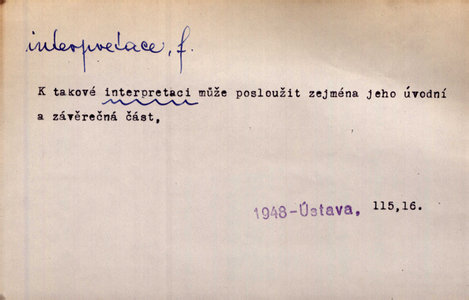 interpretace, f.
K takové interpretaci může posloužit zejména jeho úvodní
a závěrečná část,
1948-Ústava, 115,16.